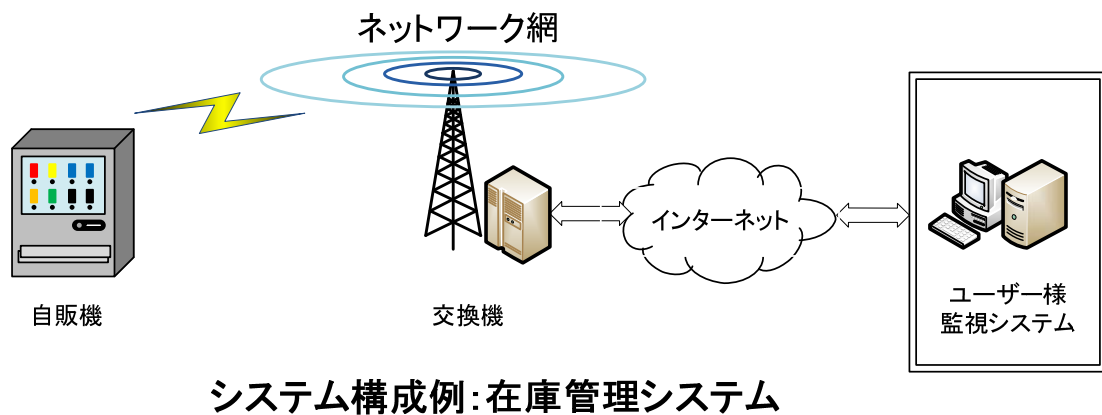 ネットワーク網
インターネット
自販機
交換機
ユーザー様
監視システム
システム構成例：在庫管理システム